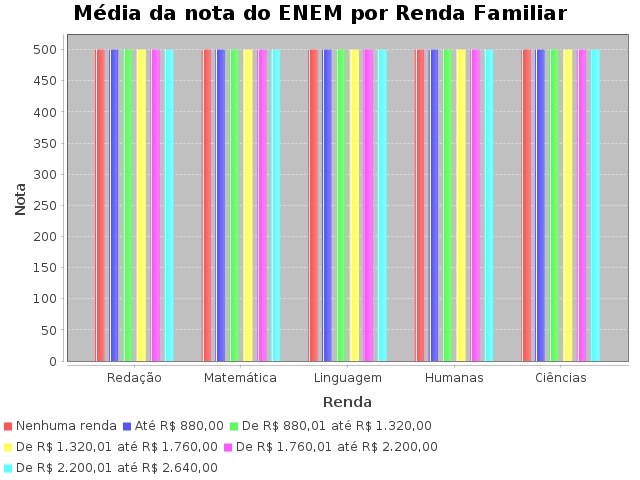 Média da nota do ENEM por Renda Familiar
Nota
500
450
400
350
300
250
200
150
100
50
0
Redação Matemática Linguagem Humanas Ciências
Renda
Nenhuma renda Até R$ 880,00 De R$ 880,01 até R$ 1.320,00
De R$ 1.320,01 até R$ 1.760,00 De R$ 1.760,01 até R$ 2.200,00
De R$ 2.200,01 até R$ 2.640,00